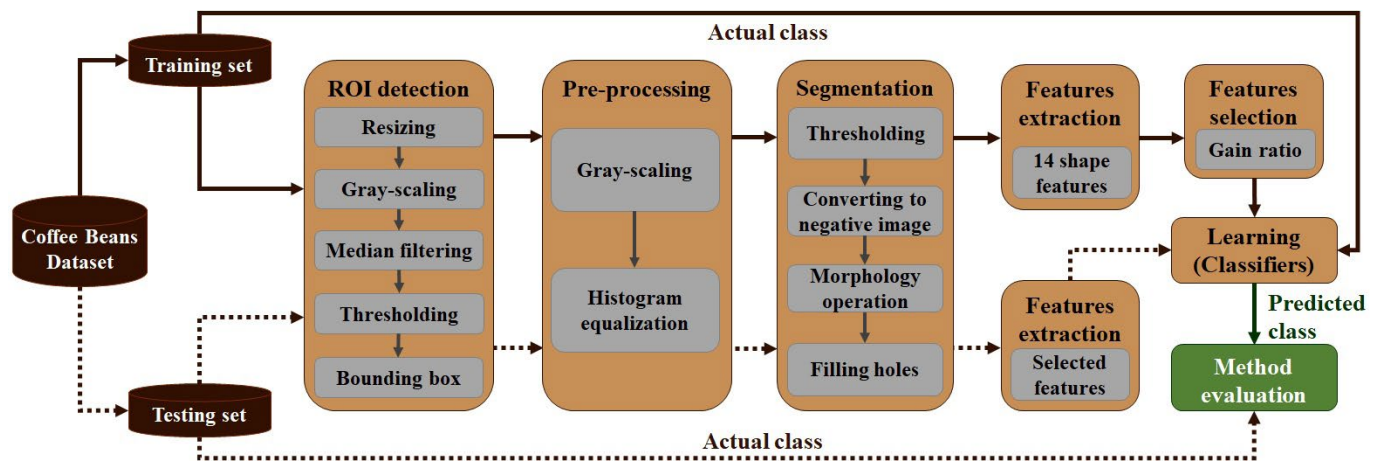 Actual class
Training set
Coffee Beans
Dataset
Testing set
ROI detection
Resizing
Gray-scaling
Median filtering
Thresholding
Bounding box
Pre-processing
Gray-scaling
Histogram
equalization
Segmentation
Thresholding
Converting to
negative image
Morphology
operation
Filling holes
Features
extraction
14 shape
features
Features
selection
Gain ratio
Learning
(Classifiers)
Features
extraction
Selected
features
Predicted
class
Method
evaluation
Actual class